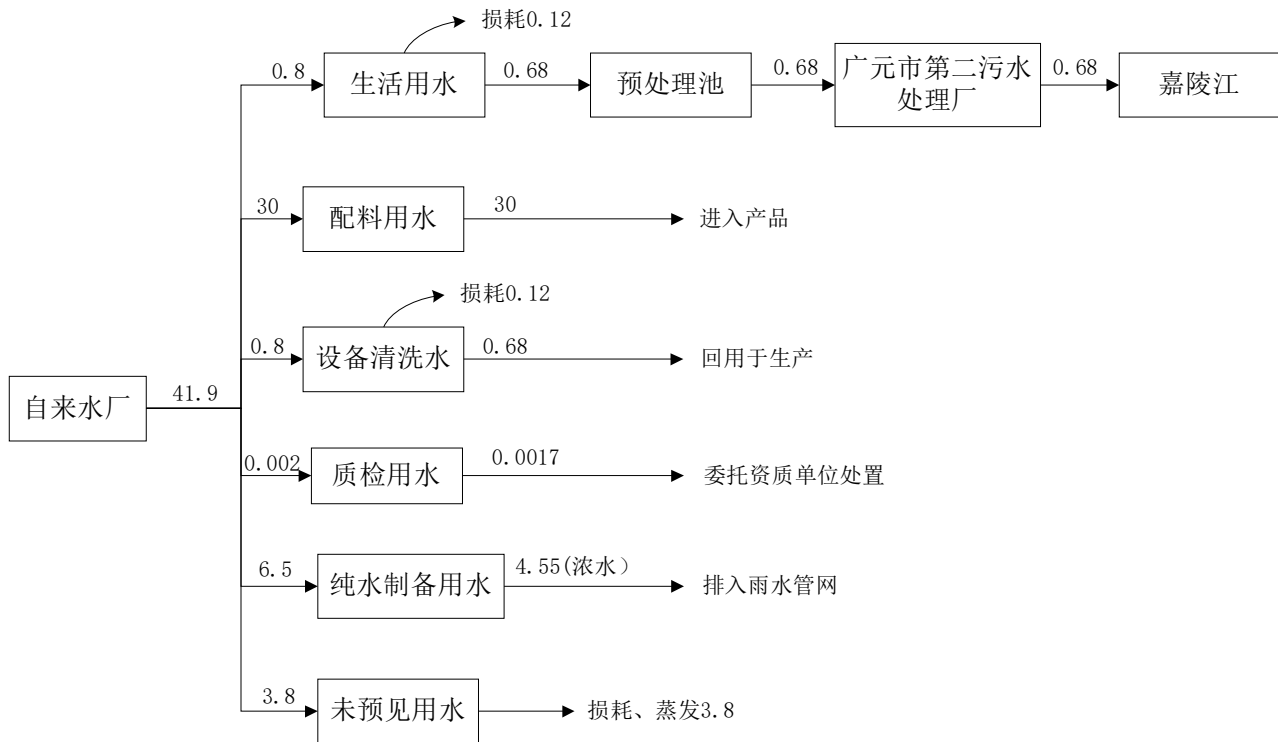 损耗0.12
0.8
生活用水
0.68
预处理池
0.68
广元市第二污水
处理厂
0.68
嘉陵江
30
配料用水
30
进入产品
损耗0.12
0.8
设备清洗水
0.68
回用于生产
自来水厂
41.9
0.002
质检用水
0.0017
委托资质单位处置
6.5
纯水制备用水
4.55(浓水）
排入雨水管网
3.8
未预见用水
损耗、蒸发3.8